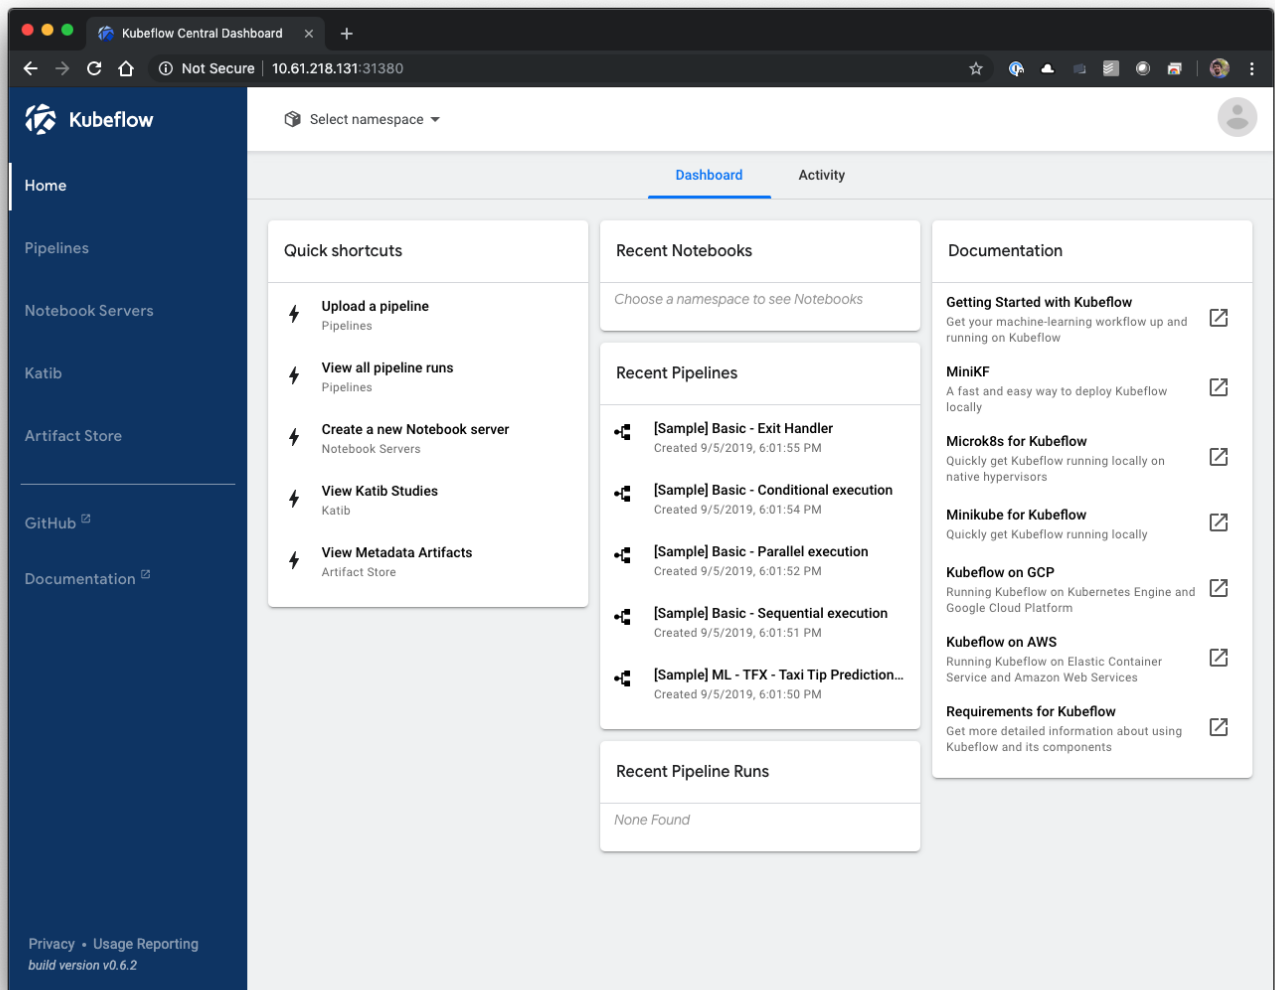 Kubeflow Central Dashboard
Not Secure | 10.61.218.131:31380
Kubeflow
Select namespace
Home
Pipelines
Notebook Servers
Katib
Artifact Store
GitHub
Documentation
Privacy • Usage Reporting
build version v0.6.2
Dashboard
Activity
Quick shortcuts
Upload a pipeline
Pipelines
View all pipeline runs
Pipelines
Create a new Notebook server
Notebook Servers
View Katib Studies
Katib
View Metadata Artifacts
Artifact Store
Recent Notebooks
Choose a namespace to see Notebooks
Recent Pipelines
[Sample] Basic - Exit Handler
Created 9/5/2019, 6:01:55 PM
[Sample] Basic - Conditional execution
Created 9/5/2019, 6:01:54 PM
[Sample] Basic - Parallel execution
Created 9/5/2019, 6:01:52 PM
[Sample] Basic - Sequential execution
Created 9/5/2019, 6:01:51 PM
[Sample] ML - TFX - Taxi Tip Prediction...
Created 9/5/2019, 6:01:50 PM
Recent Pipeline Runs
None Found
Documentation
Getting Started with Kubeflow
Get your machine-learning workflow up and
running on Kubeflow
MiniKF
A fast and easy way to deploy Kubeflow
locally
Microk8s for Kubeflow
Quickly get Kubeflow running locally on
native hypervisors
Minikube for Kubeflow
Quickly get Kubeflow running locally
Kubeflow on GCP
Running Kubeflow on Kubernetes Engine and
Google Cloud Platform
Kubeflow on AWS
Running Kubeflow on Elastic Container
Service and Amazon Web Services
Requirements for Kubeflow
Get more detailed information about using
Kubeflow and its components